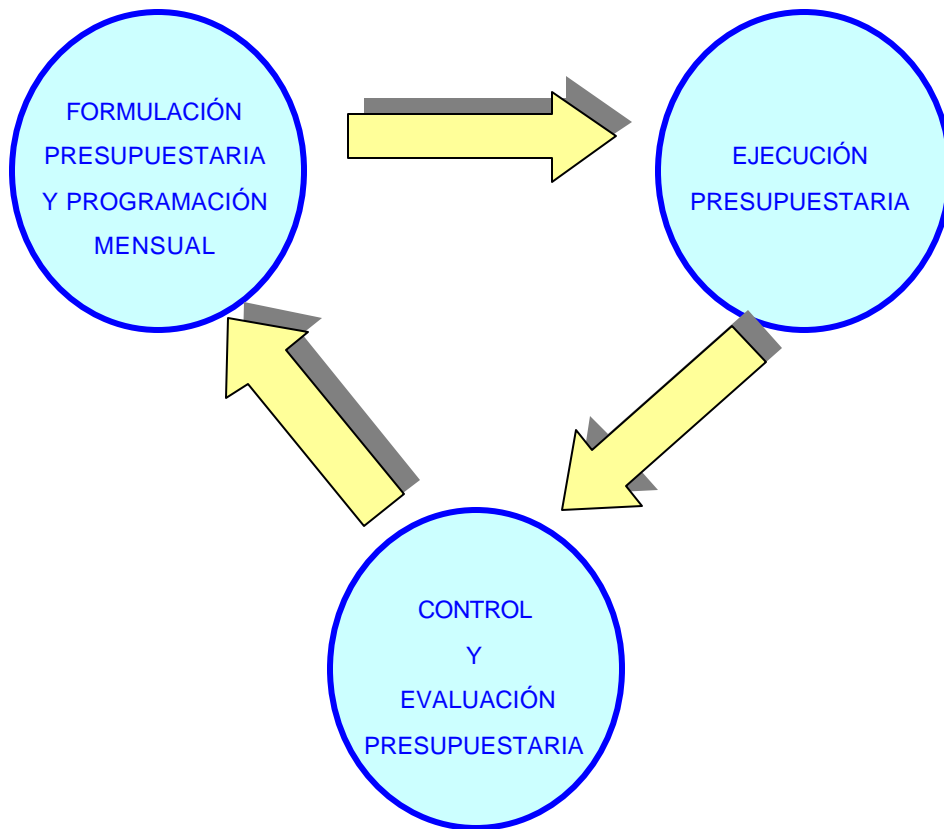 FORMULACIÓN
PRESUPUESTARIA
Y PROGRAMACIÓN
MENSUAL
EJECUCIÓN
PRESUPUESTARIA
CONTROL
Y
EVALUACIÓN
PRESUPUESTARIA